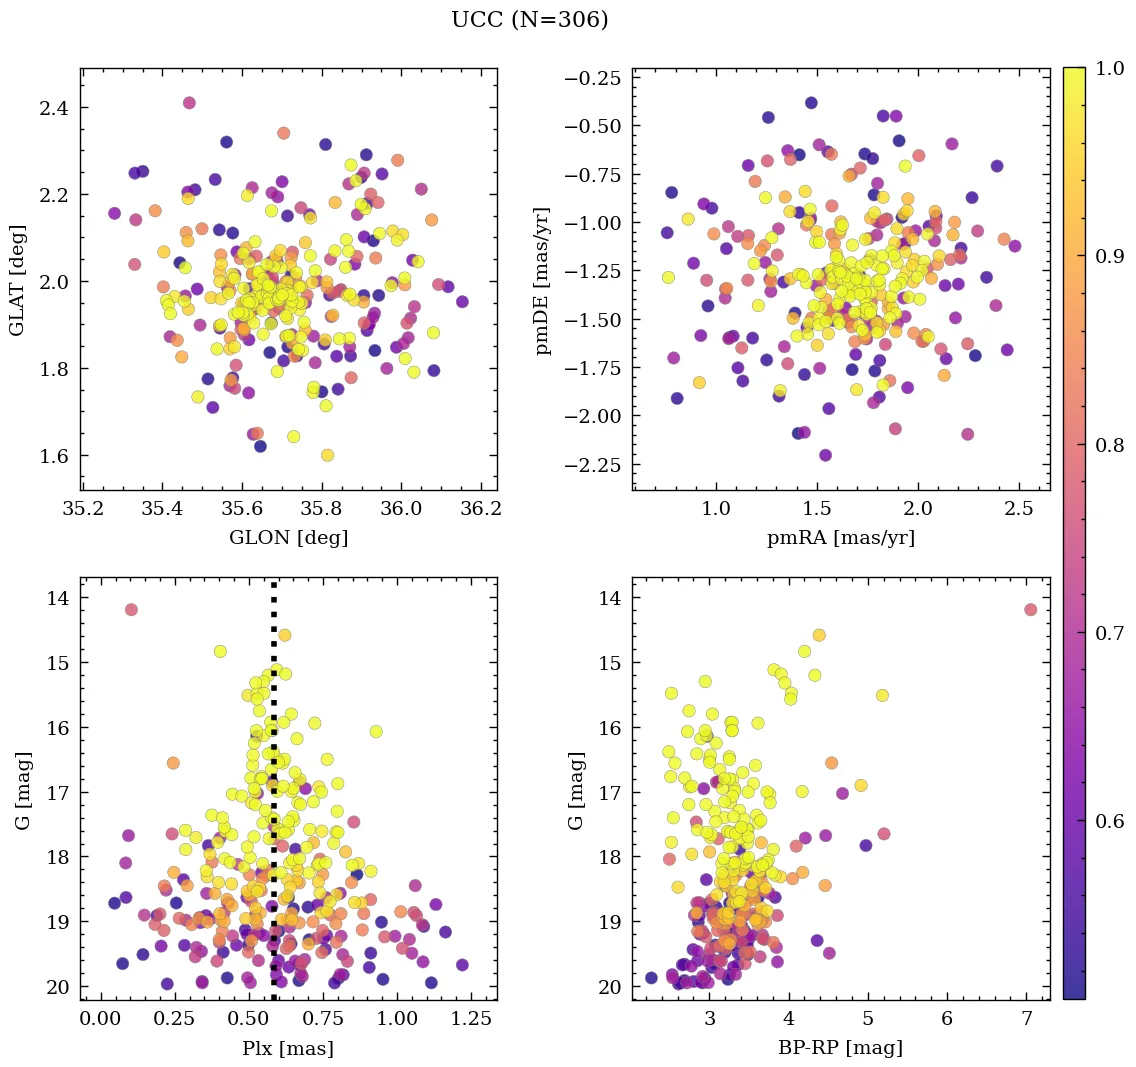 UCC (N=306)
2.4
2.2
2.0
1.8
1.6
GLAT [deg]
35.2 35.4 35.6 35.8 36.0 36.2
GLON [deg]
−0.25
−0.50
−0.75
−1.00
−1.25
−1.50
−1.75
−2.00
−2.25
pmDE [mas/yr]
1.0 1.5 2.0 2.5
pmRA [mas/yr]
1.0
0.9
0.8
0.7
0.6
14
15
16
17
18
19
20
G [mag]
0.00 0.25 0.50 0.75 1.00 1.25
Plx [mas]
14
15
16
17
18
19
20
G [mag]
3 4 5 6 7
BP-RP [mag]